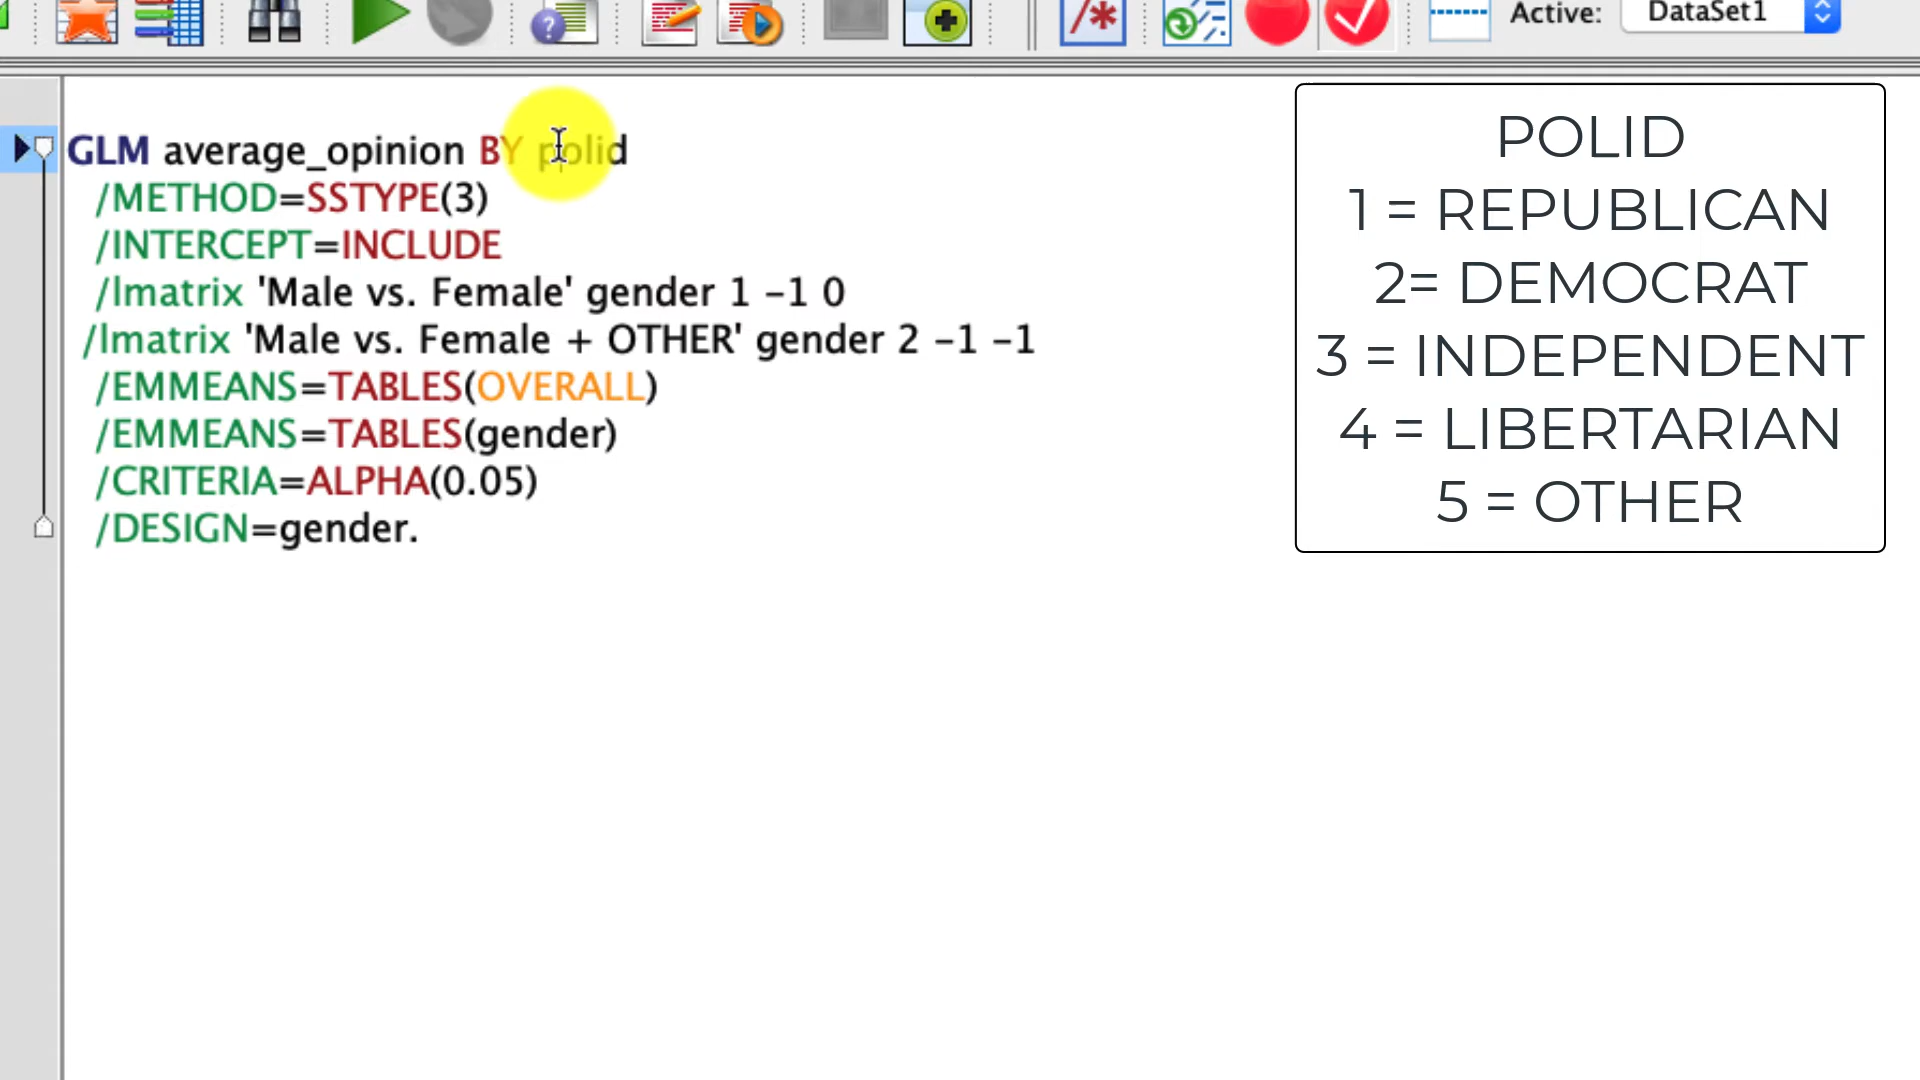 Active: DataSet1
GLM average_opinion BY polid
/METHOD=SSTYPE(3)
/INTERCEPT=INCLUDE
/lmatrix 'Male vs. Female' gender 1 -1 0
/lmatrix 'Male vs. Female + OTHER' gender 2 -1 -1
/EMMEANS=TABLES(OVERALL)
/EMMEANS=TABLES(gender)
/CRITERIA=ALPHA(0.05)
/DESIGN=gender.
POLID
1 = REPUBLICAN
2= DEMOCRAT
3 = INDEPENDENT
4 = LIBERTARIAN
5 = OTHER